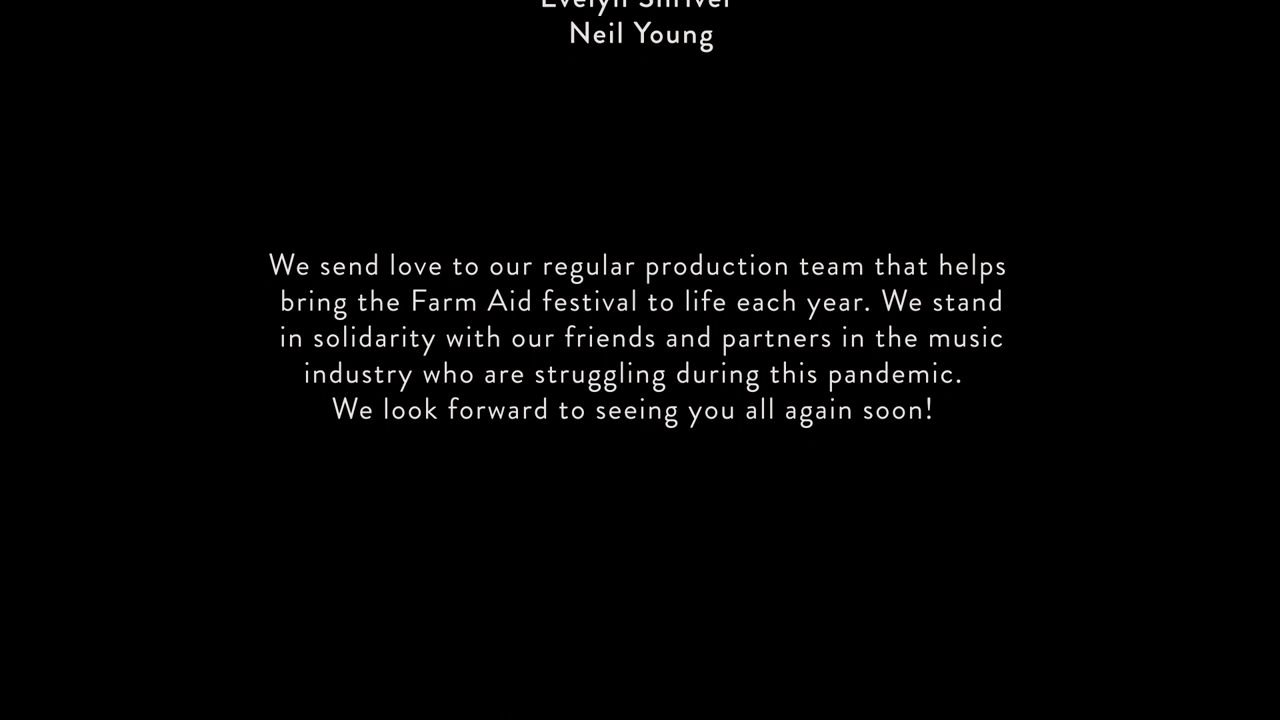 Evelyn Shriver
Neil Young
We send love to our regular production team that helps
bring the Farm Aid festival to life each year. We stand
in solidarity with our friends and partners in the music
industry who are struggling during this pandemic.
We look forward to seeing you all again soon!